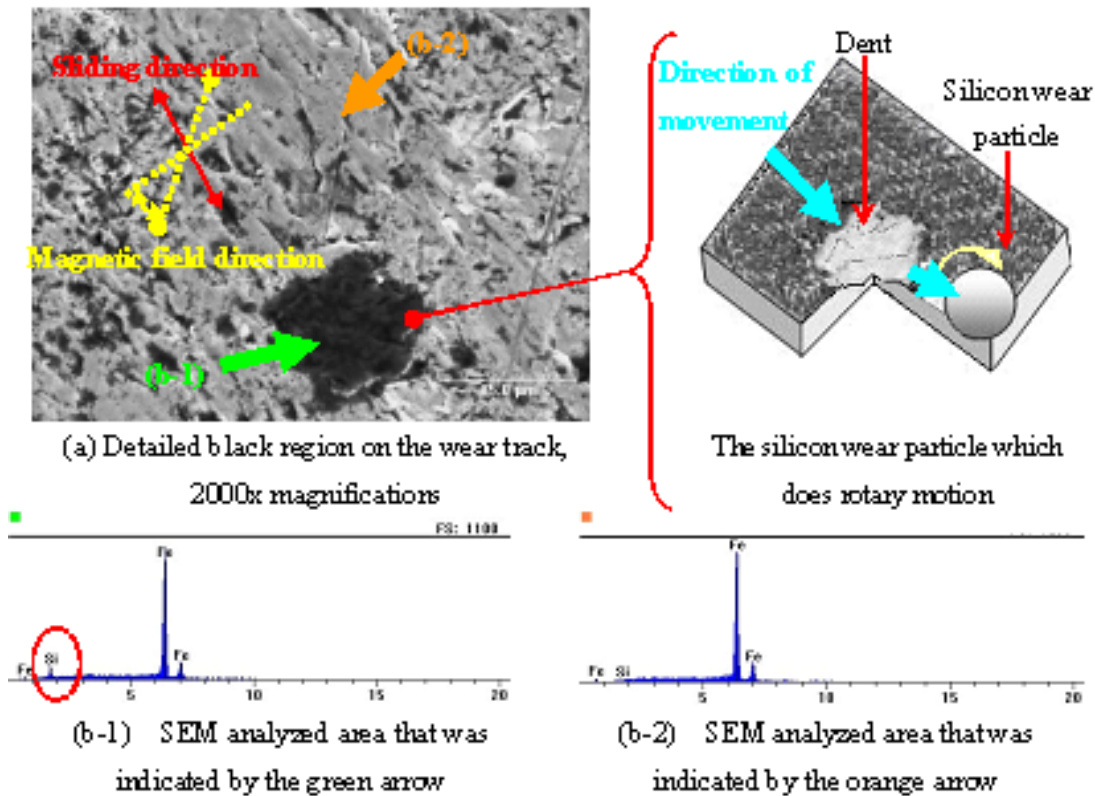 (b-2)
Sliding direction
Magnetic field direction
(b-1)
Dent
Direction of
movement
Silicon wear
particle
(a) Detailed black region on the wear track,
2000x magnifications
The silicon wear particle which
does rotary motion
FS: 1100
Fe
Fe
Si
Fe
5
10
15
20
(b-1) SEM analyzed area that was
indicated by the green arrow
Fe
Fe
Si
Fe
5
10
15
20
(b-2) SEM analyzed area that was
indicated by the orange arrow